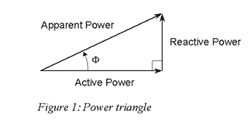 Apparent Power
Reactive Power
Φ
Active Power
Figure 1: Power triangle